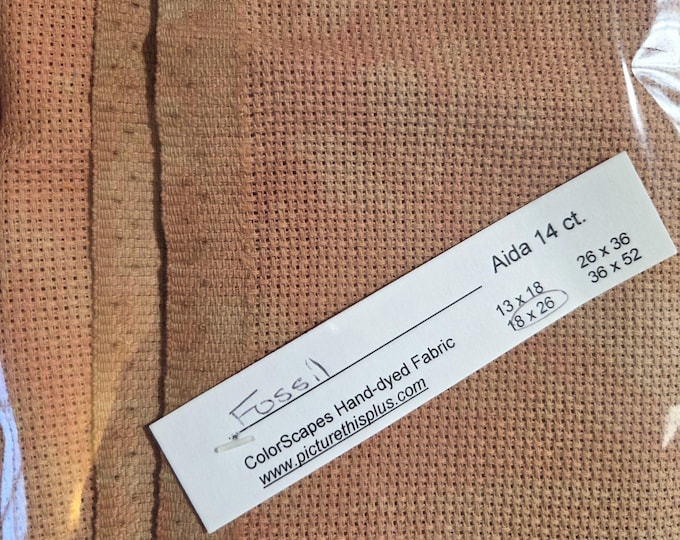 Fossil
Aida 14 ct.
ColorScapes Hand-dyed Fabric
13 x 18
26 x 36
www.picturethisplus.com
18 x 26
36 x 52